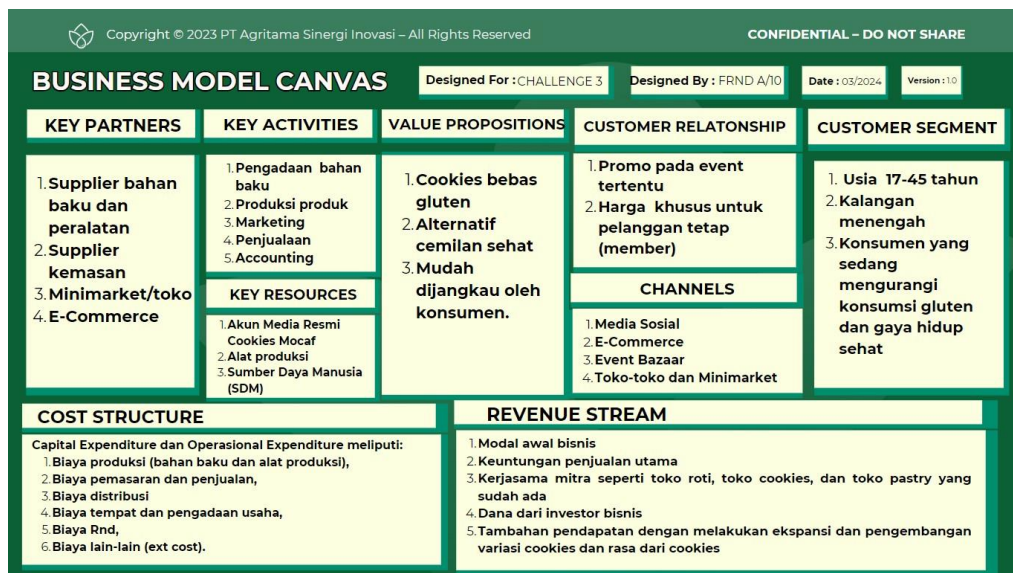 Copyright © 2023 PT Agritama Sinergi Inovasi – All Rights Reserved
CONFIDENTIAL – DO NOT SHARE
BUSINESS MODEL CANVAS
Designed For : CHALLENGE 3
Designed By : FRND A/10
Date : 03/2024
Version : 1.0
KEY PARTNERS
1. Supplier bahan
baku dan
peralatan
2. Supplier
kemasan
3. Minimarket/toko
4. E-Commerce
KEY ACTIVITIES
1. Pengadaan bahan
baku
2. Produksi produk
3. Marketing
4. Penjualaan
5. Accounting
KEY RESOURCES
1. Akun Media Resmi
Cookies Mocaf
2. Alat produksi
3. Sumber Daya Manusia
(SDM)
VALUE PROPOSITIONS
1. Cookies bebas
gluten
2. Alternatif
cemilan sehat
3. Mudah
dijangkau oleh
konsumen.
CUSTOMER RELATONSHIP
1. Promo pada event
tertentu
2. Harga khusus untuk
pelanggan tetap
(member)
CHANNELS
1. Media Sosial
2. E-Commerce
3. Event Bazaar
4. Toko-toko dan Minimarket
CUSTOMER SEGMENT
1. Usia 17-45 tahun
2. Kalangan
menengah
3. Konsumen yang
sedang
mengurangi
konsumsi gluten
dan gaya hidup
sehat
COST STRUCTURE
Capital Expenditure dan Operasional Expenditure meliputi:
1. Biaya produksi (bahan baku dan alat produksi),
2. Biaya pemasaran dan penjualan,
3. Biaya distribusi
4. Biaya tempat dan pengadaan usaha,
5. Biaya Rnd,
6. Biaya lain-lain (ext cost).
REVENUE STREAM
1. Modal awal bisnis
2. Keuntungan penjualan utama
3. Kerjasama mitra seperti toko roti, toko cookies, dan toko pastry yang
sudah ada
4. Dana dari investor bisnis
5. Tambahan pendapatan dengan melakukan ekspansi dan pengembangan
variasi cookies dan rasa dari cookies